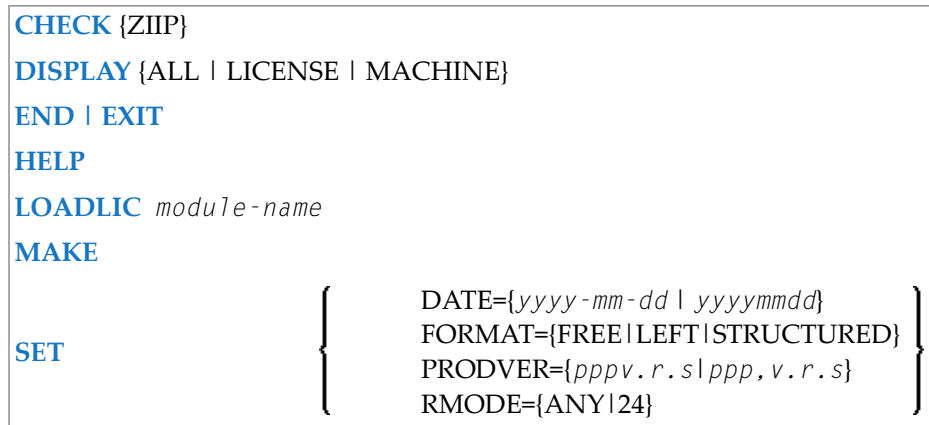 CHECK {ZIIP}
DISPLAY {ALL | LICENSE | MACHINE}
END | EXIT
HELP
LOADLIC module-name
MAKE
SET
DATE={yyyy-mm-dd | yyyymmdd}
FORMAT={FREE|LEFT|STRUCTURED}
PRODVER={pppv.r.s|ppp,v.r.s}
RMODE={ANY|24}